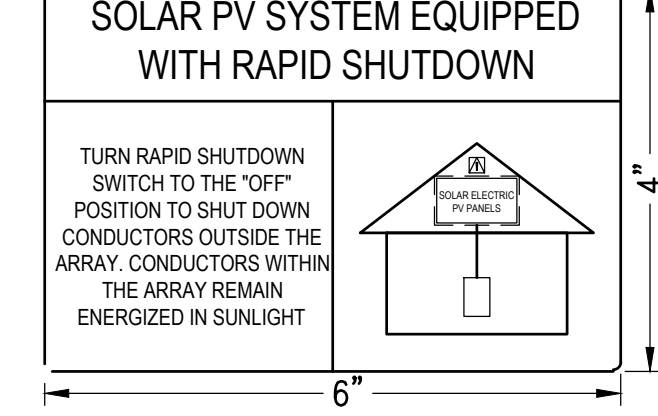 SOLAR PV SYSTEM EQUIPPED
WITH RAPID SHUTDOWN
TURN RAPID SHUTDOWN
SWITCH TO THE "OFF"
POSITION TO SHUT DOWN
CONDUCTORS OUTSIDE THE
ARRAY. CONDUCTORS WITHIN
THE ARRAY REMAIN
ENERGIZED IN SUNLIGHT
SOLAR ELECTRIC
PV PANELS
4"
6"